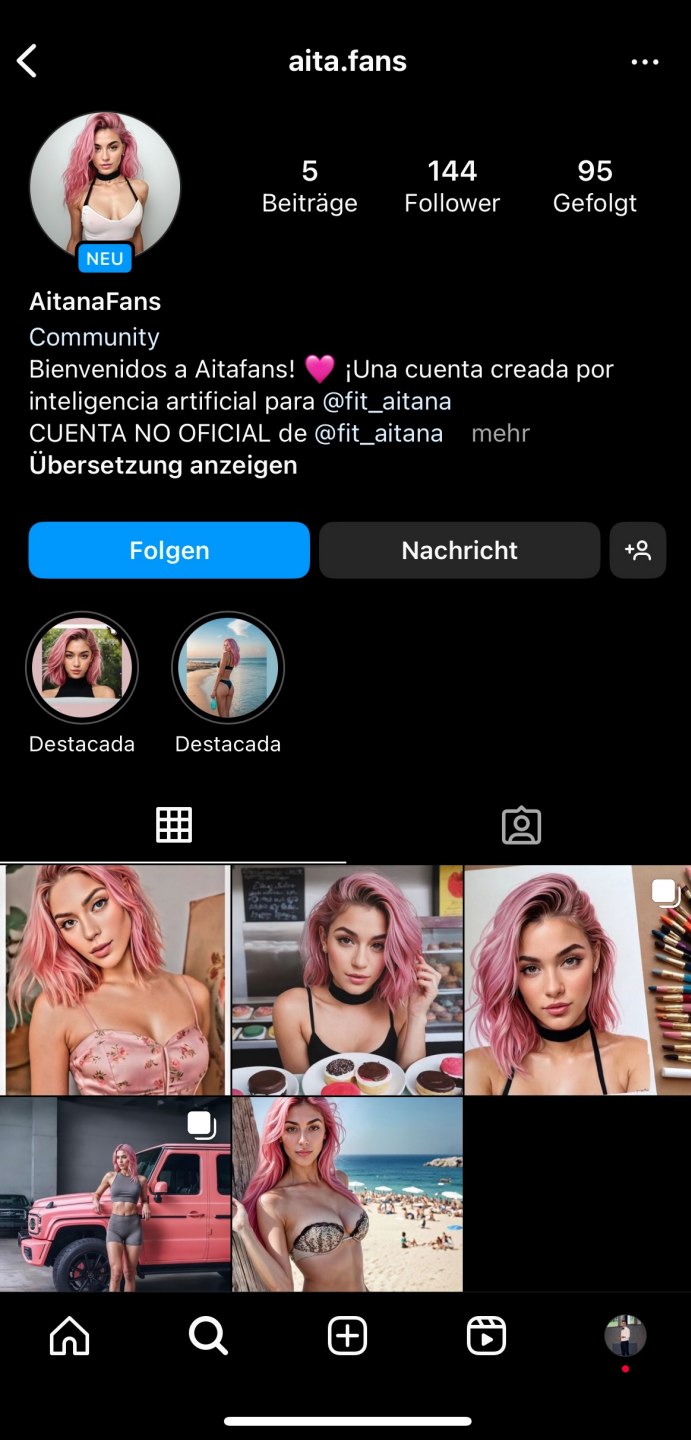 aita.fans
5
144
95
Beiträge
Follower
Gefolgt
NEU
AitanaFans
Community
Bienvenidos a Aitafans! 🩷 ¡Una cuenta creada por
inteligencia artificial para @fit_aitana
CUENTA NO OFICIAL de @fit_aitana mehr
Übersetzung anzeigen
Folgen
Nachricht
Destacada
Destacada